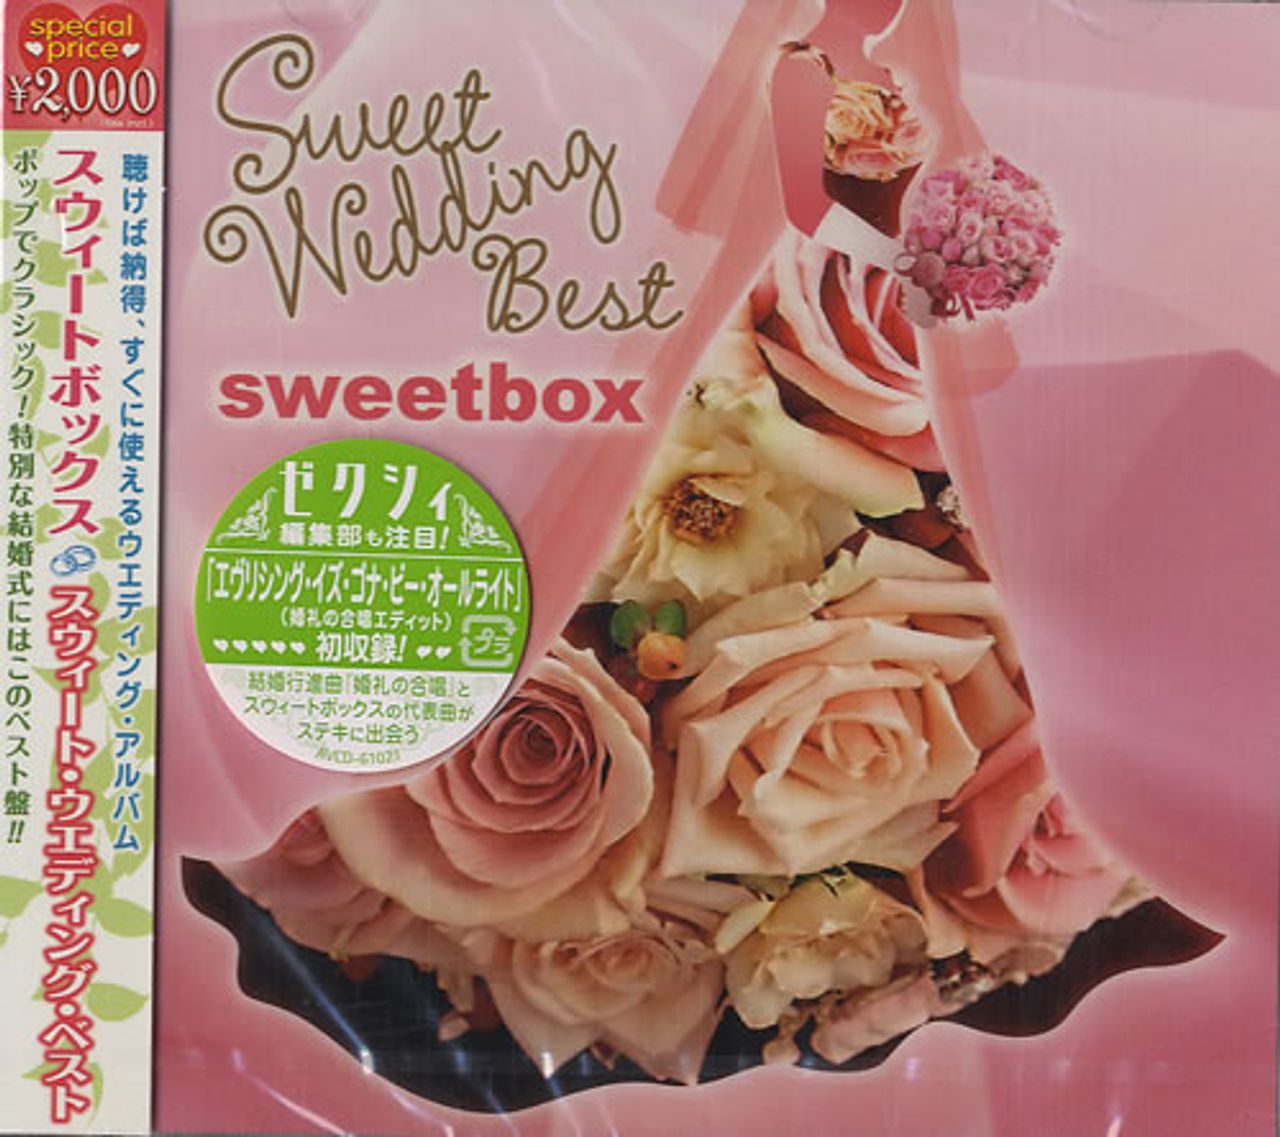 special
price
¥2,000
聴けば納得、すぐに使えるウエディング・アルバム
スウィートボックス スウィート・ウエディング・ベスト
ポップでクラシック!特別な結婚式にはこのベスト盤!!
Sweet
Wedding
Best
sweetbox
ゼクシィ
編集部も注目!
「エヴリシング・イズ・ゴナ・ビー・オールライト」
(婚礼の合唱エディット)
初収録!
プラ
結婚行進曲「婚礼の合唱」と
スウィートボックスの代表曲が
ステキに出会う
AVCD-61021